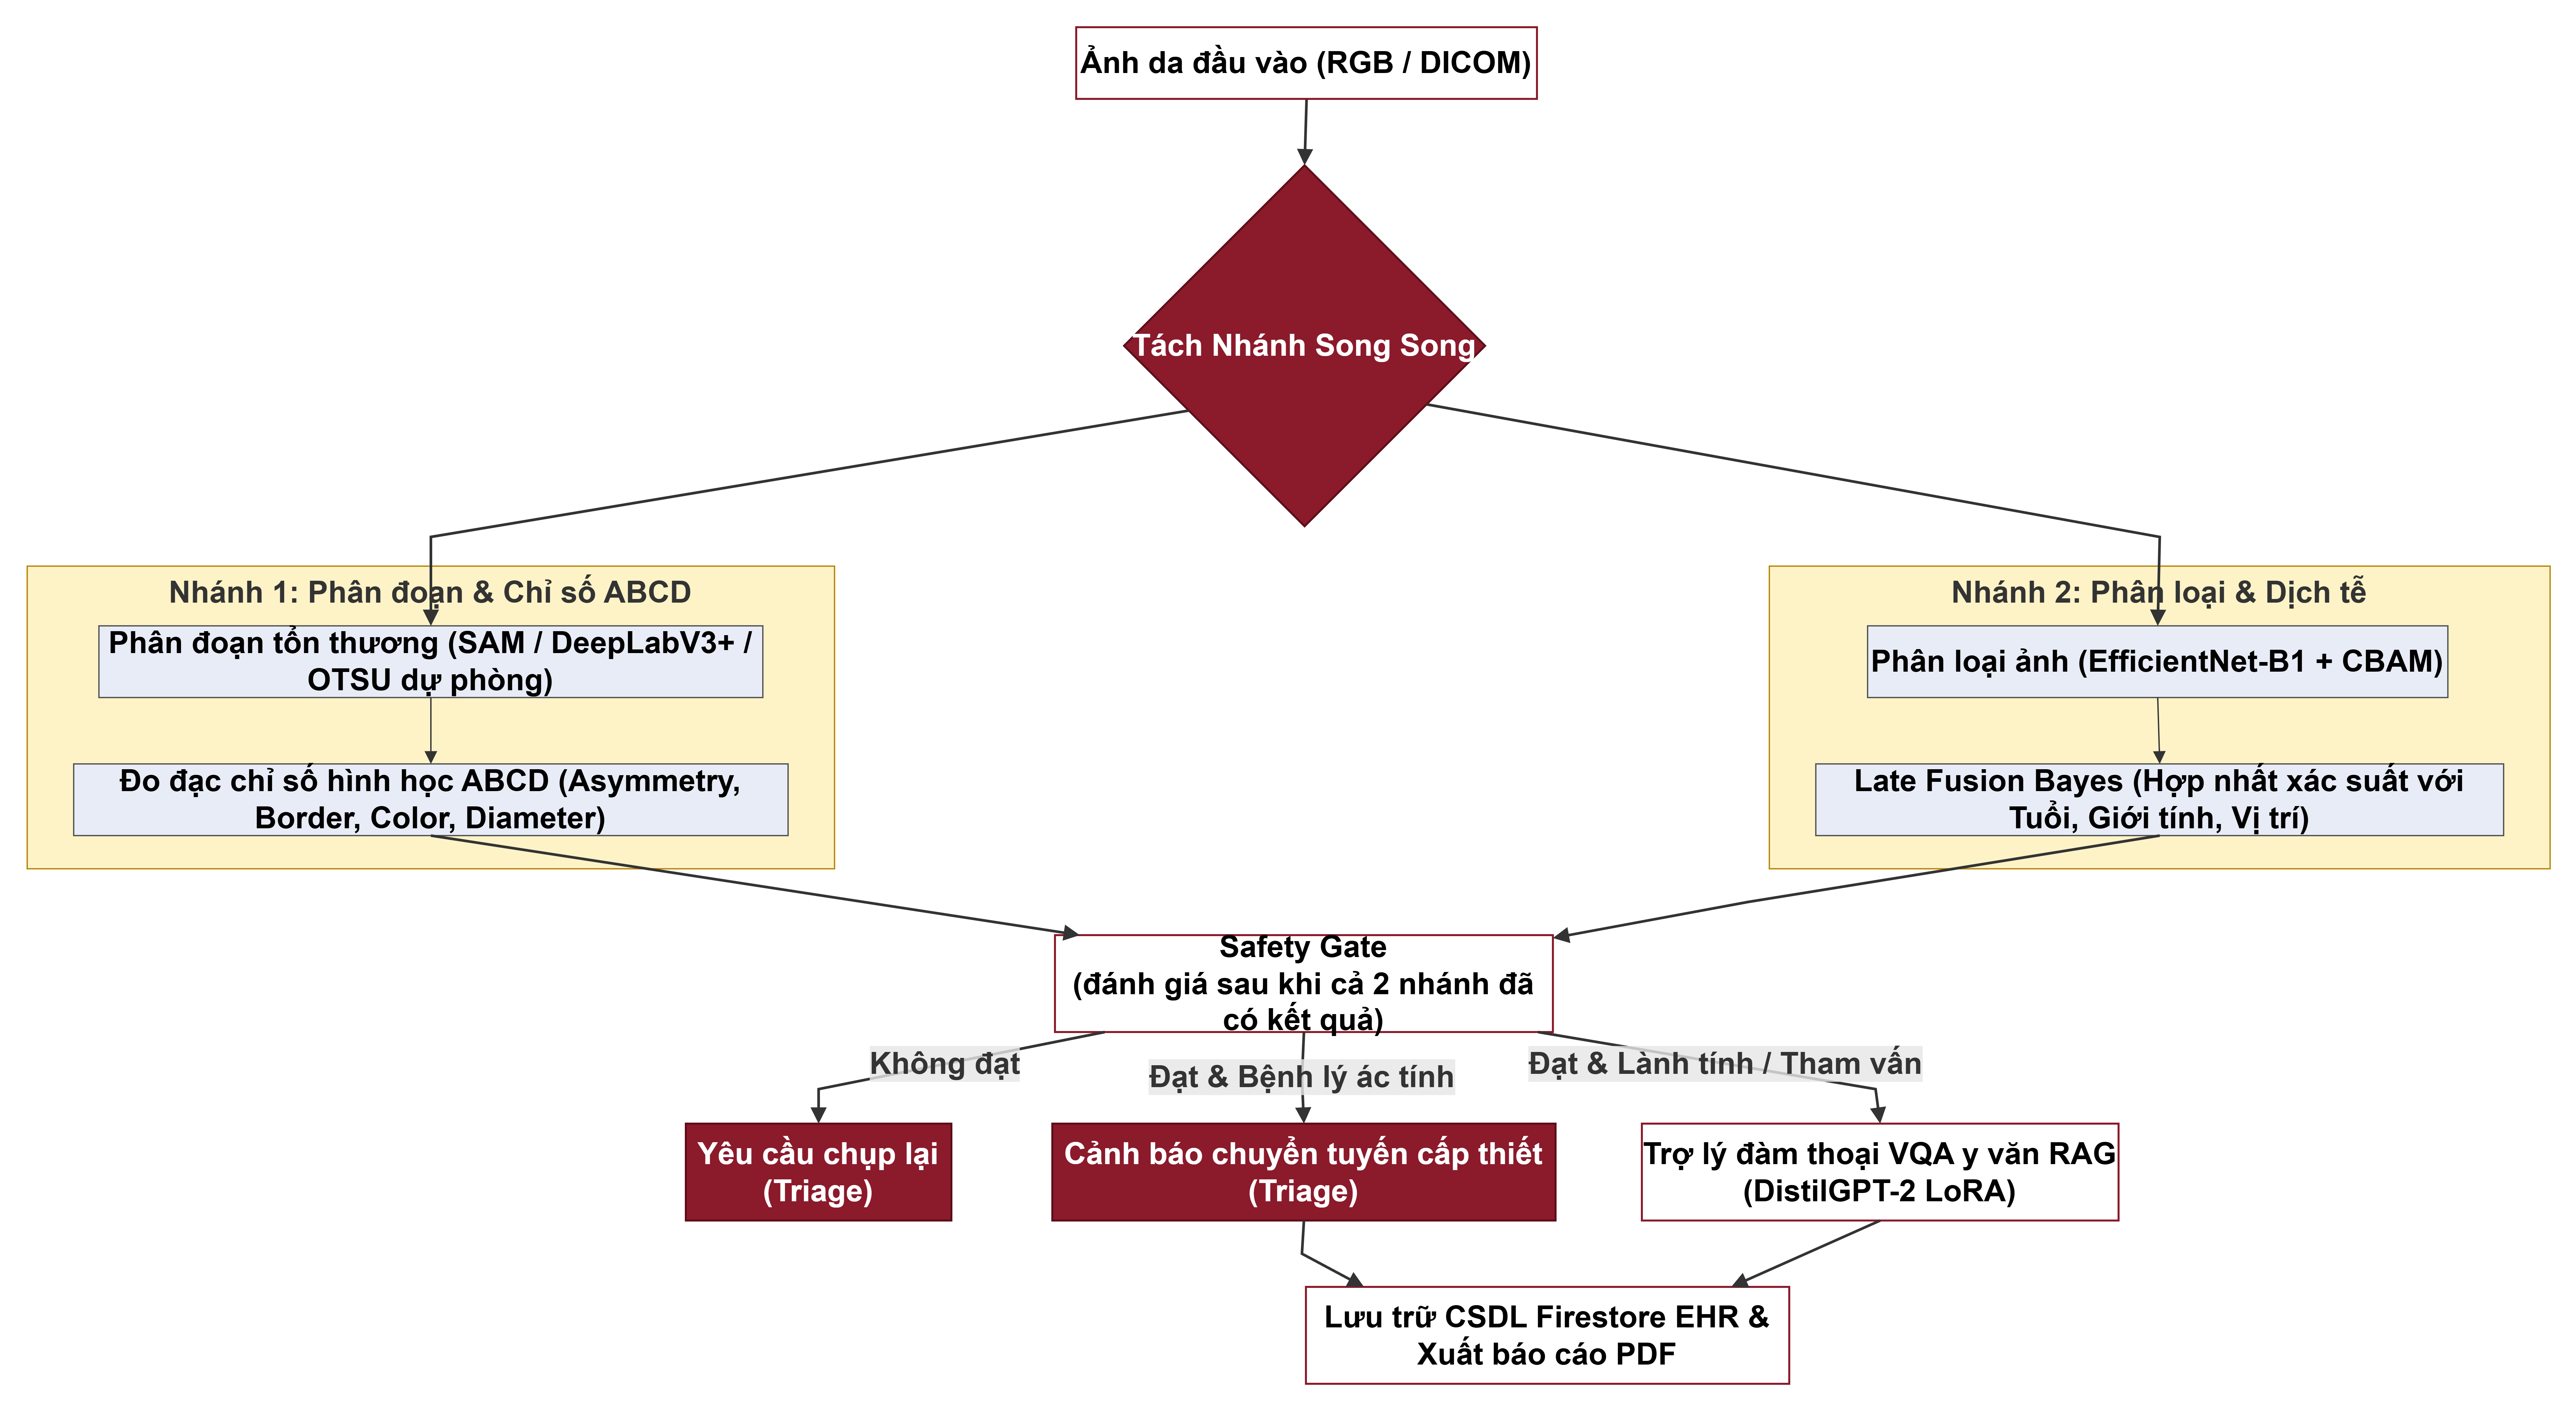 Ảnh da đầu vào (RGB / DICOM)
Tách Nhánh Song Song
Nhánh 1: Phân đoạn & Chỉ số ABCD
Phân đoạn tổn thương (SAM / DeepLabV3+ /
OTSU dự phòng)
Đo đạc chỉ số hình học ABCD (Asymmetry,
Border, Color, Diameter)
Nhánh 2: Phân loại & Dịch tễ
Phân loại ảnh (EfficientNet-B1 + CBAM)
Late Fusion Bayes (Hợp nhất xác suất với
Tuổi, Giới tính, Vị trí)
Safety Gate
(đánh giá sau khi cả 2 nhánh đã
có kết quả)
Không đạt
Đạt & Bệnh lý ác tính
Đạt & Lành tính / Tham vấn
Yêu cầu chụp lại
(Triage)
Cảnh báo chuyển tuyến cấp thiết
(Triage)
Trợ lý đàm thoại VQA y văn RAG
(DistilGPT-2 LoRA)
Lưu trữ CSDL Firestore EHR &
Xuất báo cáo PDF